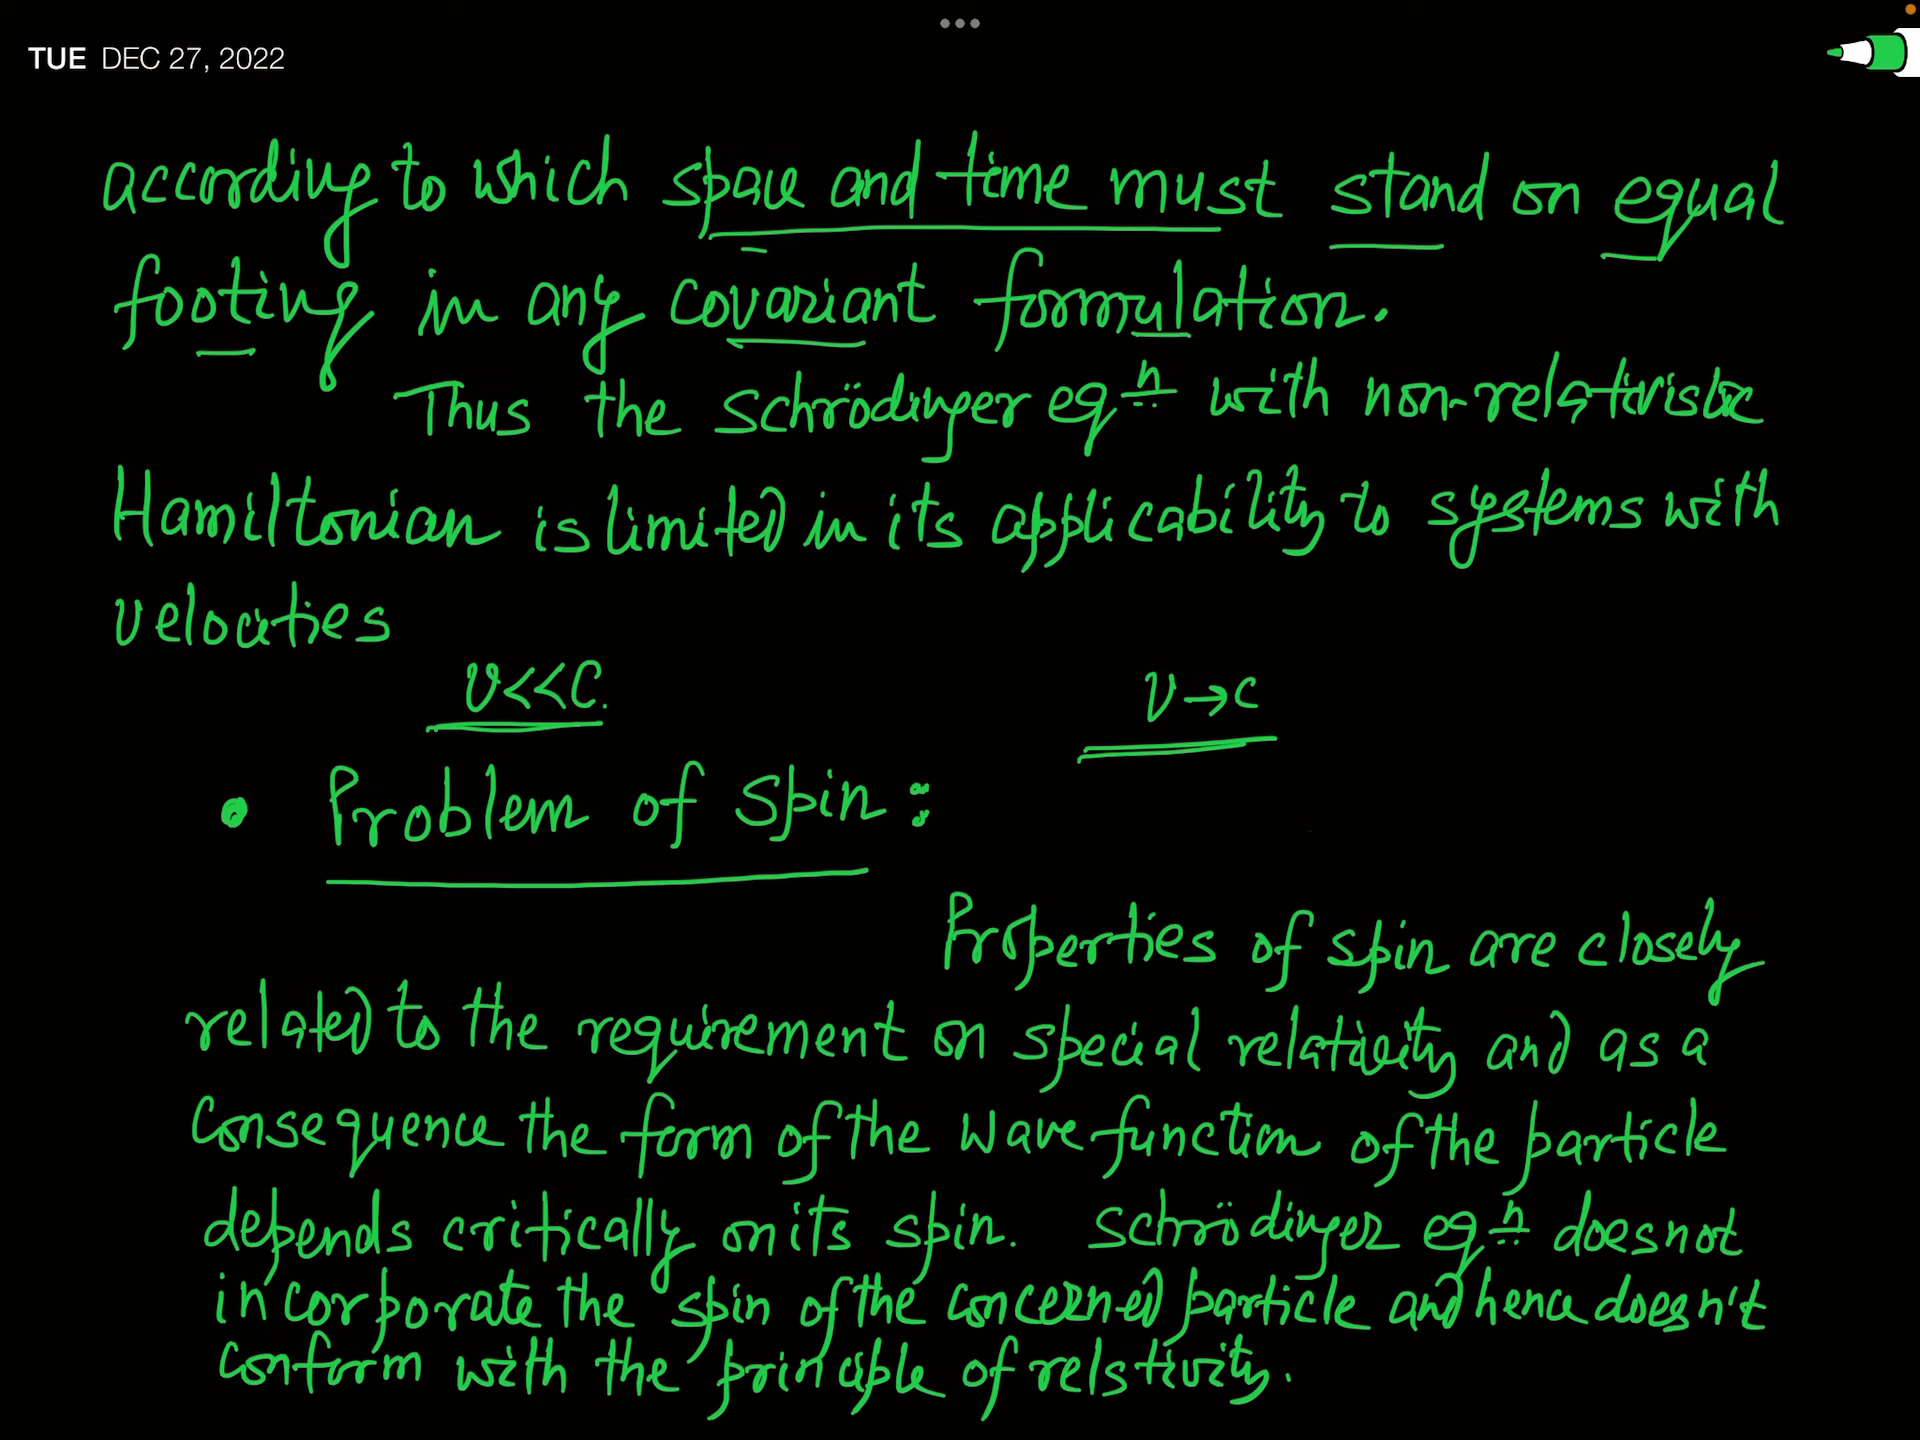 TUE DEC 27, 2022
according to which space and time must stand on equal
footing in any covariant formulation.
Thus the Schrödinger eqn with non-relativistic
Hamiltonian is limited in its applicability to systems with
velocities
v<<c.
v→c
• Problem of Spin:
Properties of spin are closely
related to the requirement on special relativity and as a
consequence the form of the wave function of the particle
depends critically on its spin. Schrödinger eqn does not
incorporate the spin of the concerned particle and hence doesn't
conform with the principle of relstivity.